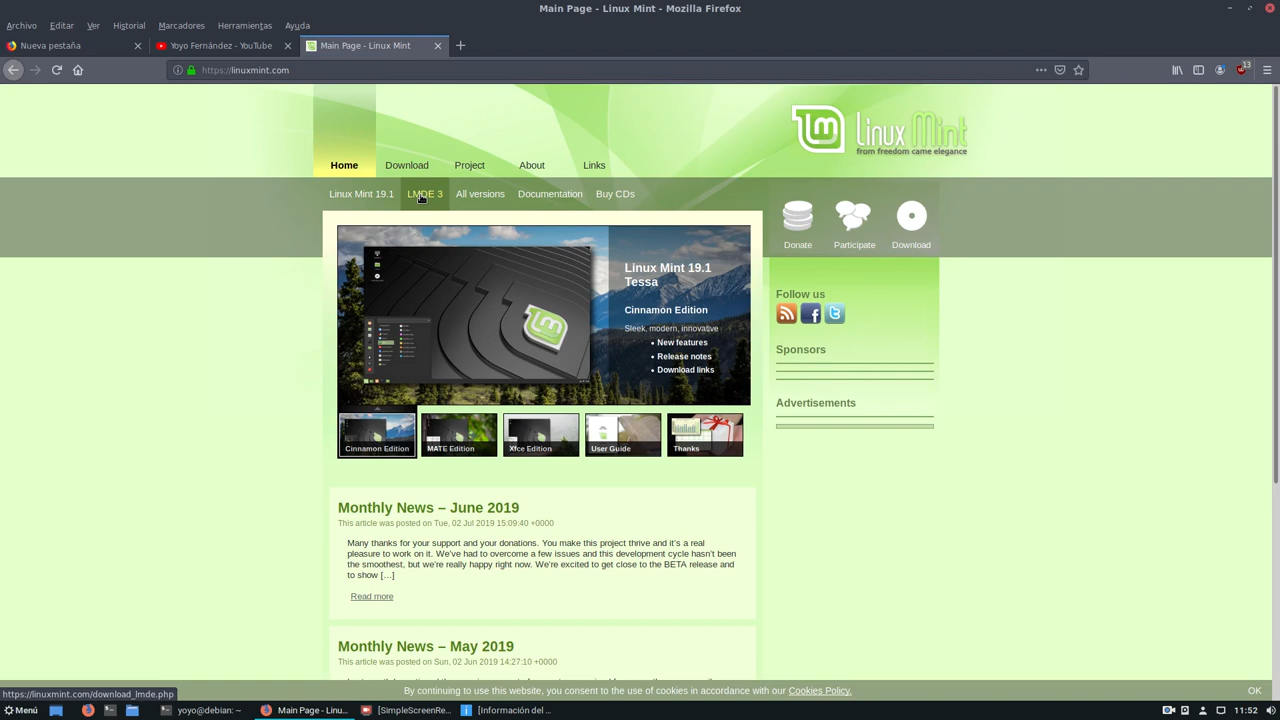 Main Page - Linux Mint - Mozilla Firefox
Archivo Editar Ver Historial Marcadores Herramientas Ayuda
Nueva pestaña
Yoyo Fernández - YouTube
Main Page - Linux Mint
https://linuxmint.com
13
Linux Mint
from freedom came elegance
Home Download Project About Links
Linux Mint 19.1 LMDE 3 All versions Documentation Buy CDs
Donate Participate Download
Linux Mint 19.1
Tessa
Cinnamon Edition
Sleek, modern, innovative
• New features
• Release notes
• Download links
Follow us
Sponsors
Advertisements
Cinnamon Edition MATE Edition Xfce Edition User Guide Thanks
Monthly News – June 2019
This article was posted on Tue, 02 Jul 2019 15:09:40 +0000
Many thanks for your support and your donations. You make this project thrive and it’s a real
pleasure to work on it. We’ve had to overcome a few issues and this development cycle hasn’t been
the smoothest, but we’re really happy right now. We’re excited to get close to the BETA release and
to show […]
Read more
Monthly News – May 2019
This article was posted on Sun, 02 Jun 2019 14:27:10 +0000
https://linuxmint.com/download_lmde.php
By continuing to use this website, you consent to the use of cookies in accordance with our Cookies Policy.
OK
Menú
yoyo@debian: ~
Main Page - Linu...
[SimpleScreenRe...
[Información del ...
11:52